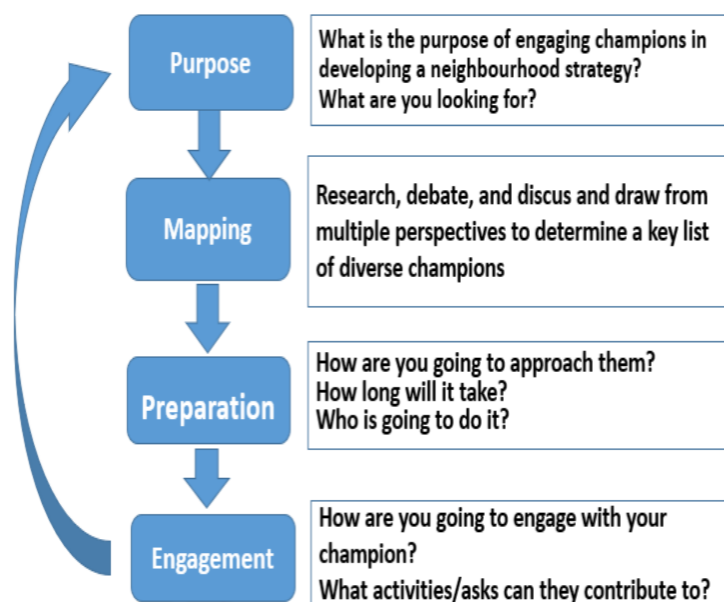 Purpose
What is the purpose of engaging champions in
developing a neighbourhood strategy?
What are you looking for?
Mapping
Research, debate, and discus and draw from
multiple perspectives to determine a key list
of diverse champions
Preparation
How are you going to approach them?
How long will it take?
Who is going to do it?
Engagement
How are you going to engage with your
champion?
What activities/asks can they contribute to?